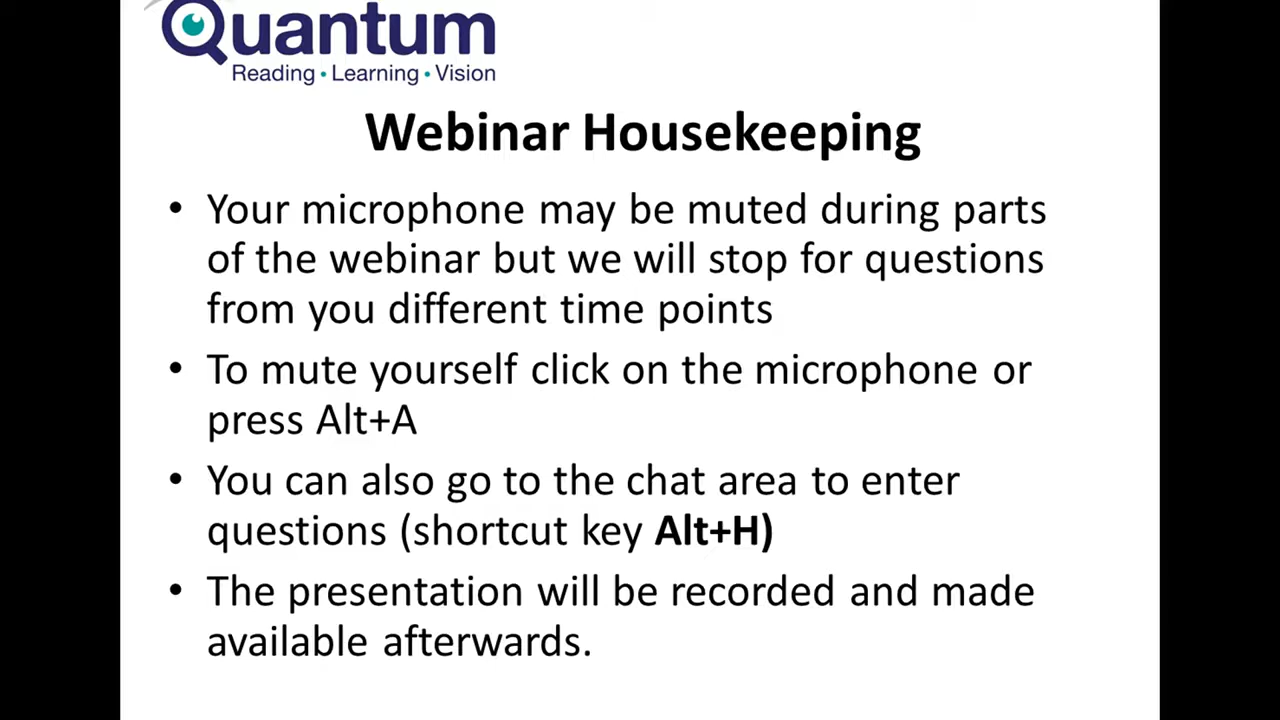 Quantum
Reading • Learning • Vision
Webinar Housekeeping
• Your microphone may be muted during parts
of the webinar but we will stop for questions
from you different time points
• To mute yourself click on the microphone or
press Alt+A
• You can also go to the chat area to enter
questions (shortcut key Alt+H)
• The presentation will be recorded and made
available afterwards.